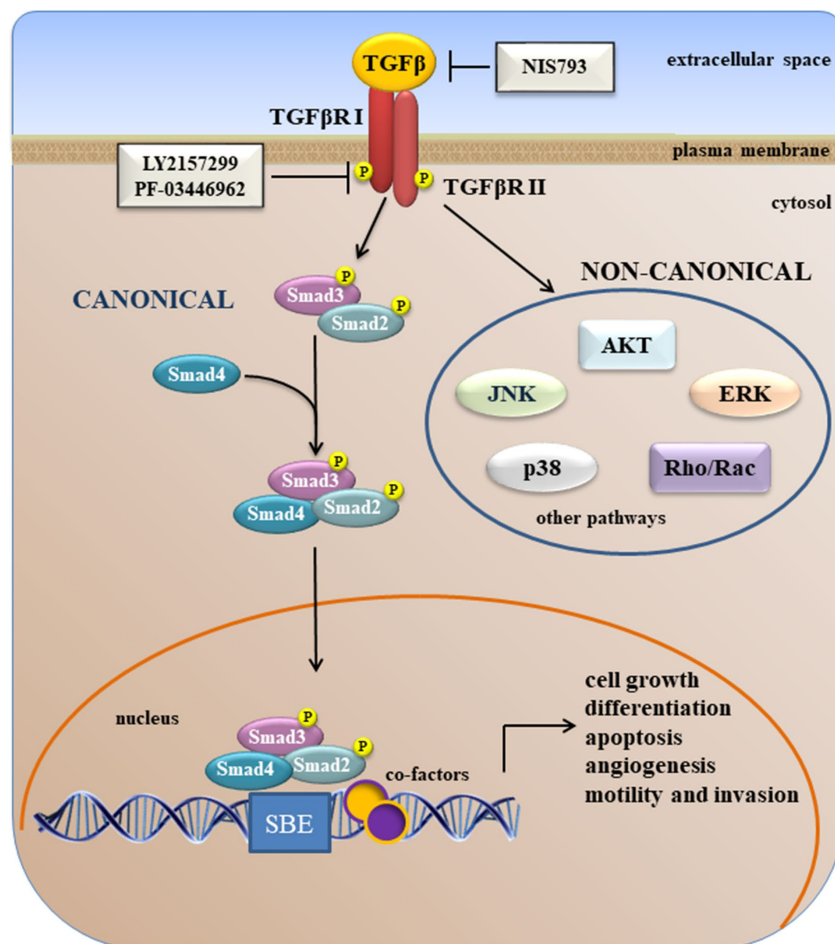 TGFβ
NIS793
extracellular space
TGFβR I
plasma membrane
LY2157299
PF-03446962
P
P
TGFβR II
cytosol
NON-CANONICAL
CANONICAL
P
Smad3
P
Smad2
AKT
Smad4
JNK
ERK
p38
Rho/Rac
other pathways
P
Smad3
P
Smad4
Smad2
nucleus
P
Smad3
P
Smad4
Smad2
co-factors
SBE
cell growth
differentiation
apoptosis
angiogenesis
motility and invasion